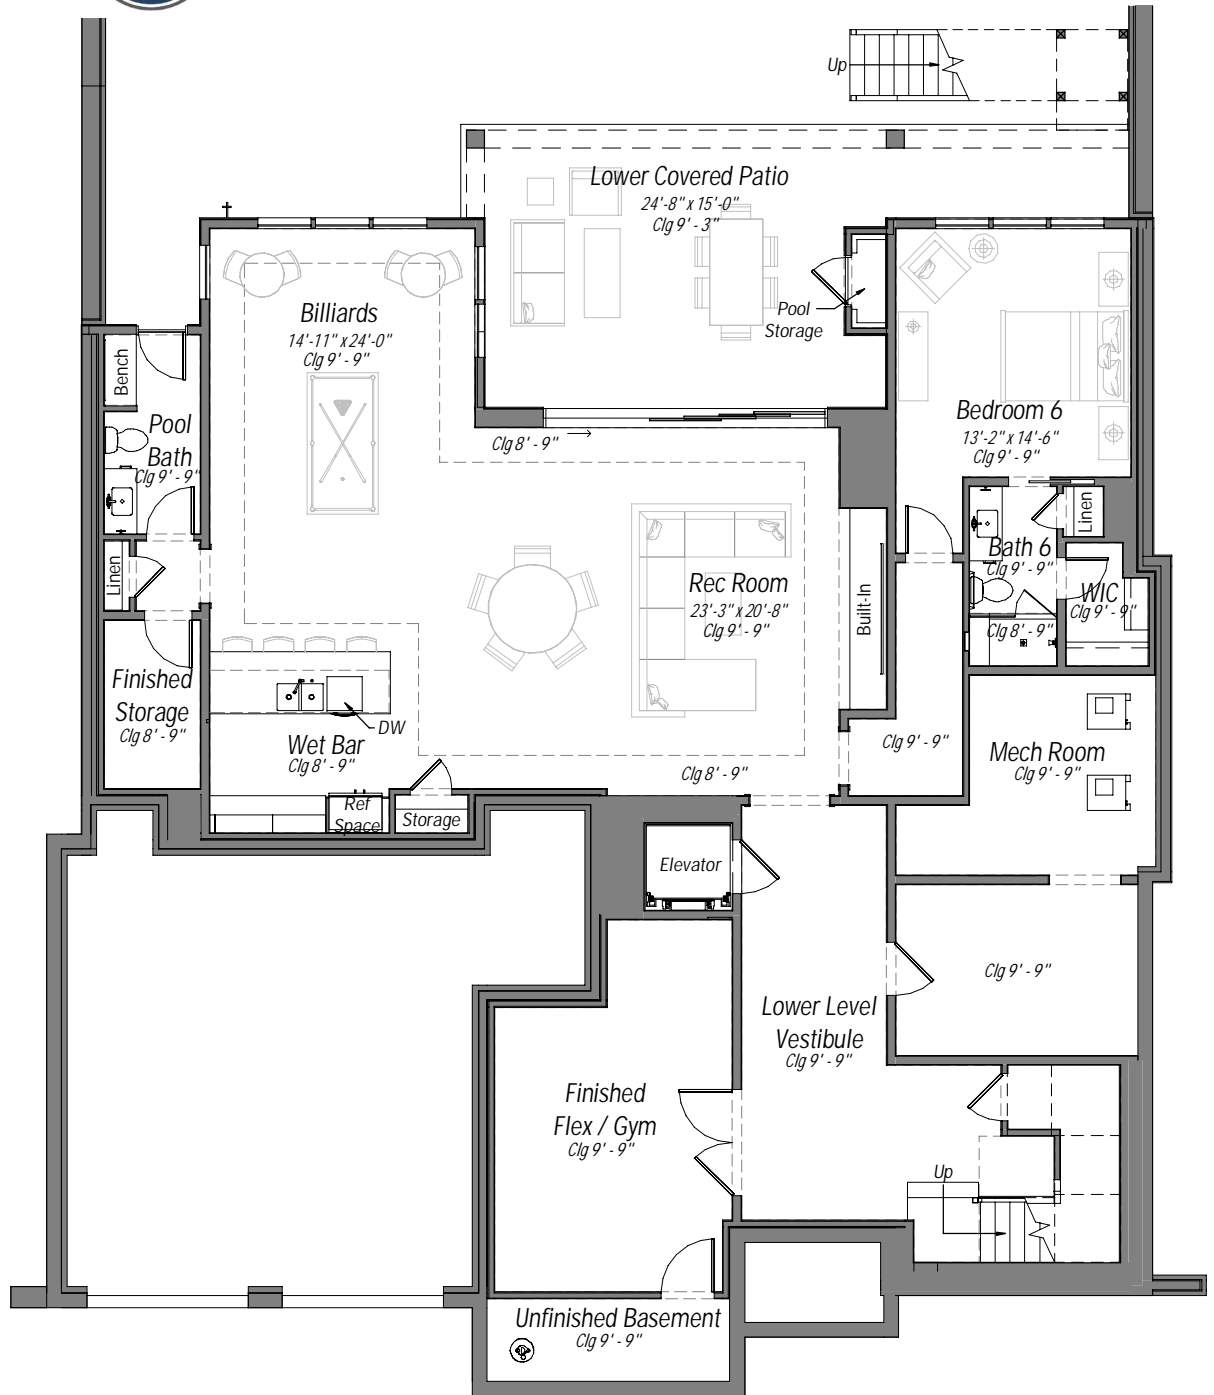 Up
Lower Covered Patio
24'-8" x 15'-0"
Clg 9' - 3"
Pool
Storage
Billiards
14'-11" x 24'-0"
Clg 9' - 9"
Bench
Pool
Bath
Clg 9' - 9"
Clg 8' - 9"
Bedroom 6
13'-2" x 14'-6"
Clg 9' - 9"
Linen
Bath 6
Clg 9' - 9"
WIC
Clg 9' - 9"
Clg 8' - 9"
Linen
Rec Room
23'-3" x 20'-8"
Clg 9' - 9"
Built-In
Finished
Storage
Clg 8' - 9"
DW
Wet Bar
Clg 8' - 9"
Ref
Space
Storage
Clg 8' - 9"
Clg 9' - 9"
Mech Room
Clg 9' - 9"
Elevator
Clg 9' - 9"
Lower Level
Vestibule
Clg 9' - 9"
Finished
Flex / Gym
Clg 9' - 9"
Up
Unfinished Basement
Clg 9' - 9"